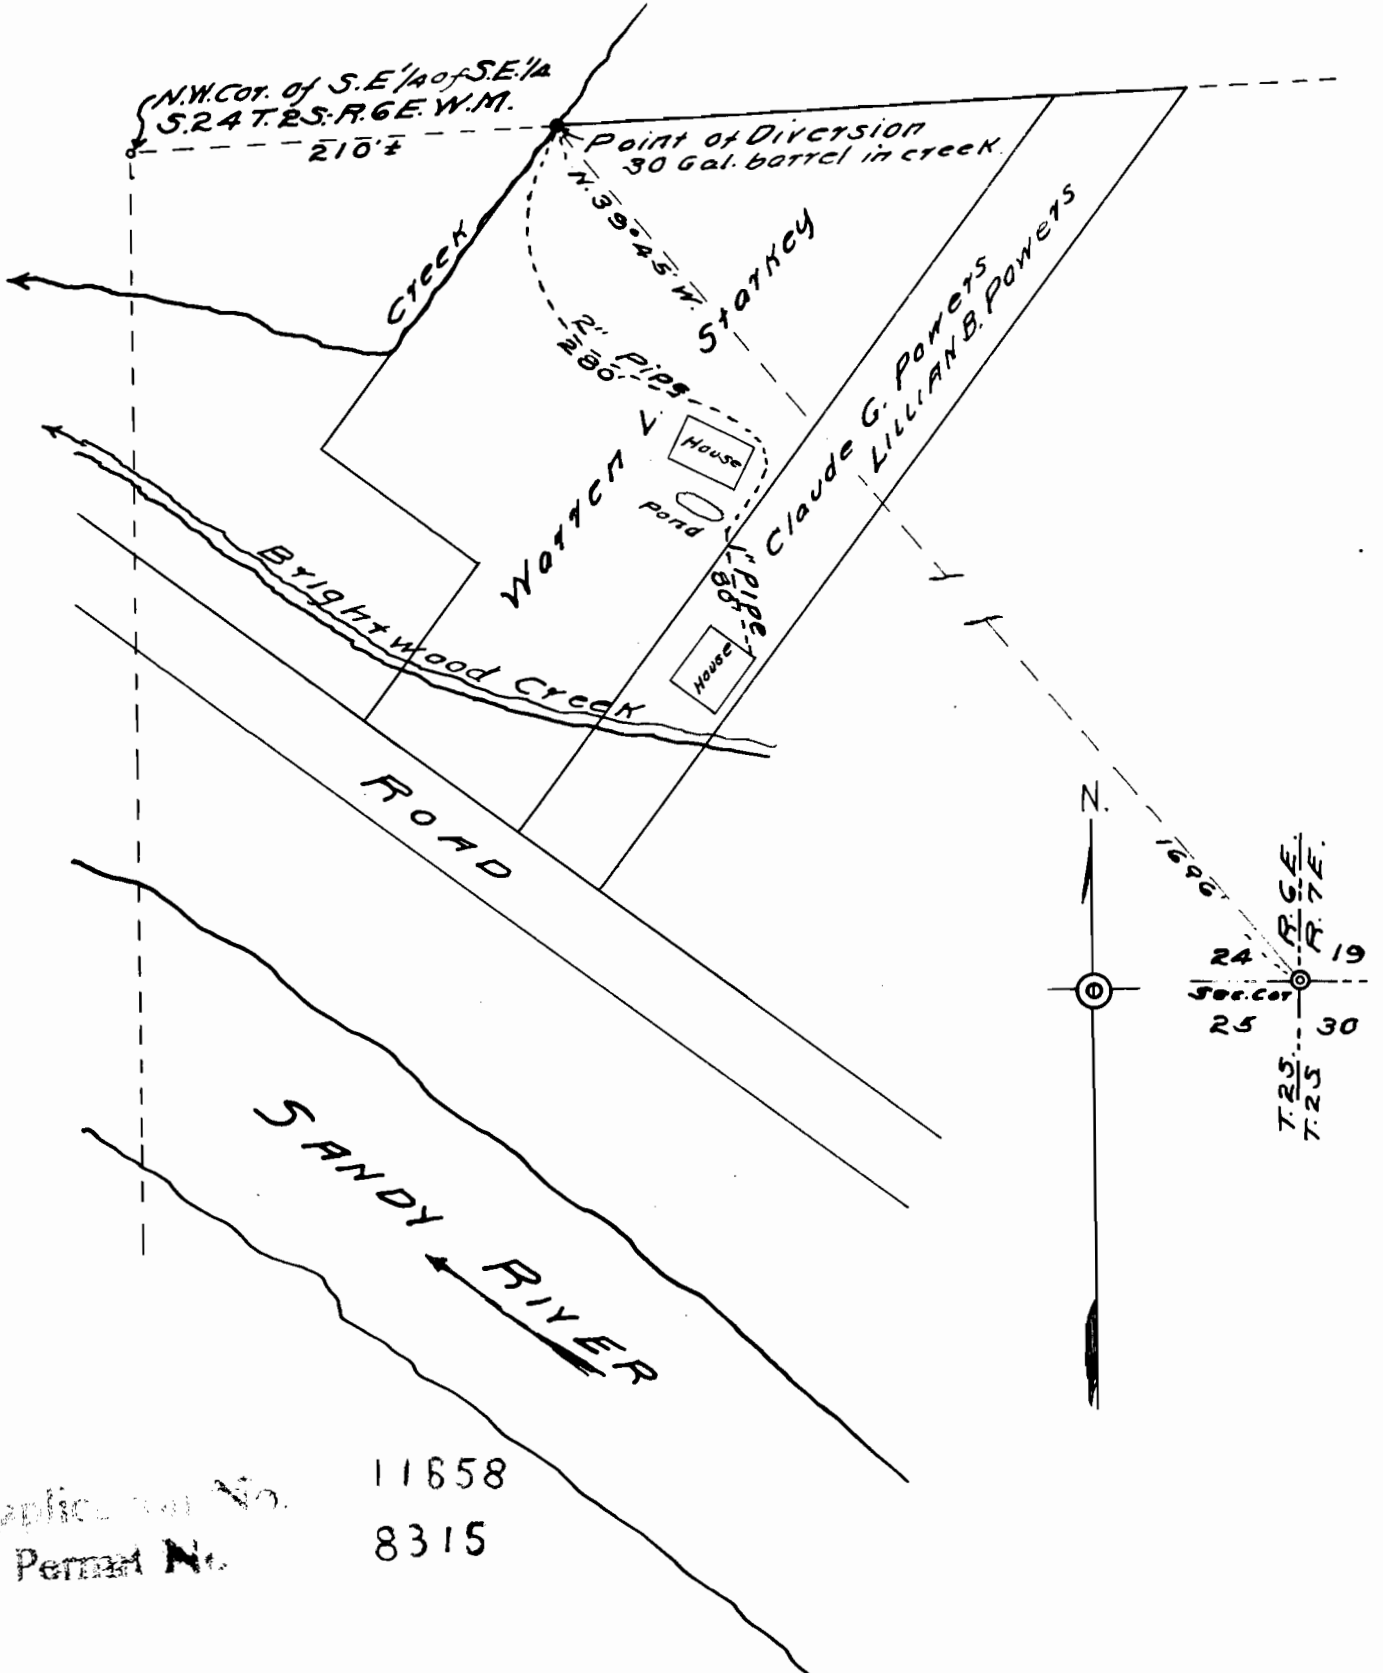 N.W.Cor. of S.E.1/4 of S.E.1/4
S.24 T.2S.-R.6E. W.M.
210'±
Point of Diversion
30 Gal. barrel in creek.
N.39°45'W.
Creek
2" Pipe
280'
Warren V. Starkey
House
Pond
Claude G. Powers
LILLIAN B. Powers
1" Pipe
80'
House
Brightwood Creek
ROAD
N.
1696'
R.6E.
R.7E.
24
19
Sec.Cor
25
30
T.2S.
T.2S
SANDY RIVER
No. 11658
Permit No. 8315